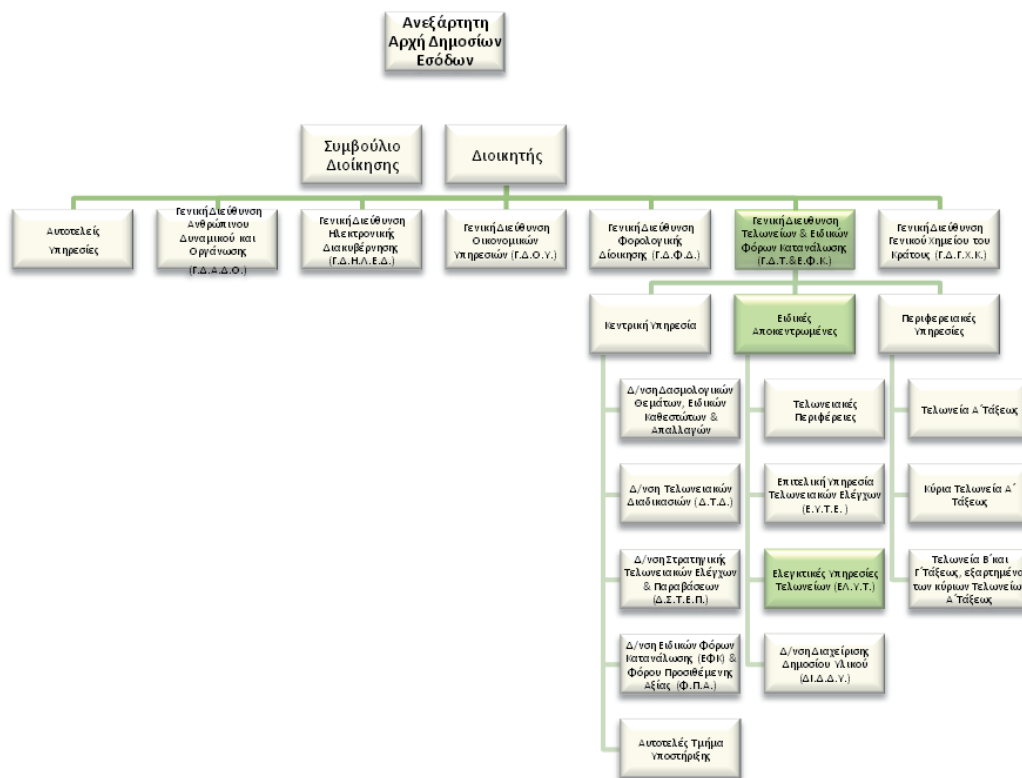 Ανεξάρτητη
Αρχή Δημοσίων
Εσόδων
Συμβούλιο
Διοίκησης
Διοικητής
Αυτοτελείς
Υπηρεσίες
Γενική Διεύθυνση
Ανθρώπινου
Δυναμικού και
Οργάνωσης
(Γ.Δ.Α.Δ.Ο.)
Γενική Διεύθυνση
Ηλεκτρονικής
Διακυβέρνησης
(Γ.Δ.Η.Λ.Ε.Δ.)
Γενική Διεύθυνση
Οικονομικών
Υπηρεσιών (Γ.Δ.Ο.Υ.)
Γενική Διεύθυνση
Φορολογικής
Δίοικησης (Γ.Δ.Φ.Δ.)
Γενική Διευθυνση
Τελωνείων & Ειδικών
Φόρων Κατανάλωσης
(Γ.Δ.Τ.&Ε.Φ.Κ.)
Γενική Διεύθυνση
Γενικού Χημείου του
Κράτους (Γ.Δ.Γ.Χ.Κ.)
Κεντρική Υπηρεσία
Ειδικές
Αποκεντρωμένες
Περιφερειακές
Υπηρεσίες
Δ/νση Δασμολογικών
Θεμάτων, Ειδικών
Καθεστώτων &
Απαλλαγών
Τελωνειακές
Περιφέρειες
Τελωνεία Α΄Τάξεως
Δ/νση Τελωνειακών
Διαδικασιών (Δ.Τ.Δ.)
Επιτελική Υπηρεσία
Τελωνειακών Ελέγχων
(Ε.Υ.Τ.Ε.)
Κύρια Τελωνεία Α΄
Τάξεως
Δ/νση Στρατηγικής
Τελωνειακών Ελέγχων
& Παραβάσεων
(Δ.Σ.Τ.Ε.Π.)
Ελεγκτικές Υπηρεσίες
Τελωνείων (ΕΛ.Υ.Τ.)
Τελωνεία Β΄και
Γ΄Τάξεως, εξαρτημένα
των κύριων Τελωνείων
Α΄Τάξεως
Δ/νση Ειδικών Φόρων
Κατανάλωσης (ΕΦΚ) &
Φόρου Προσιθέμενης
Αξίας (Φ.Π.Α.)
Δ/νση Διαχείρισης
Δημοσίου Υλικού
(ΔΙ.Δ.Δ.Υ.)
Αυτοτελές Τμήμα
Υποστήριξης